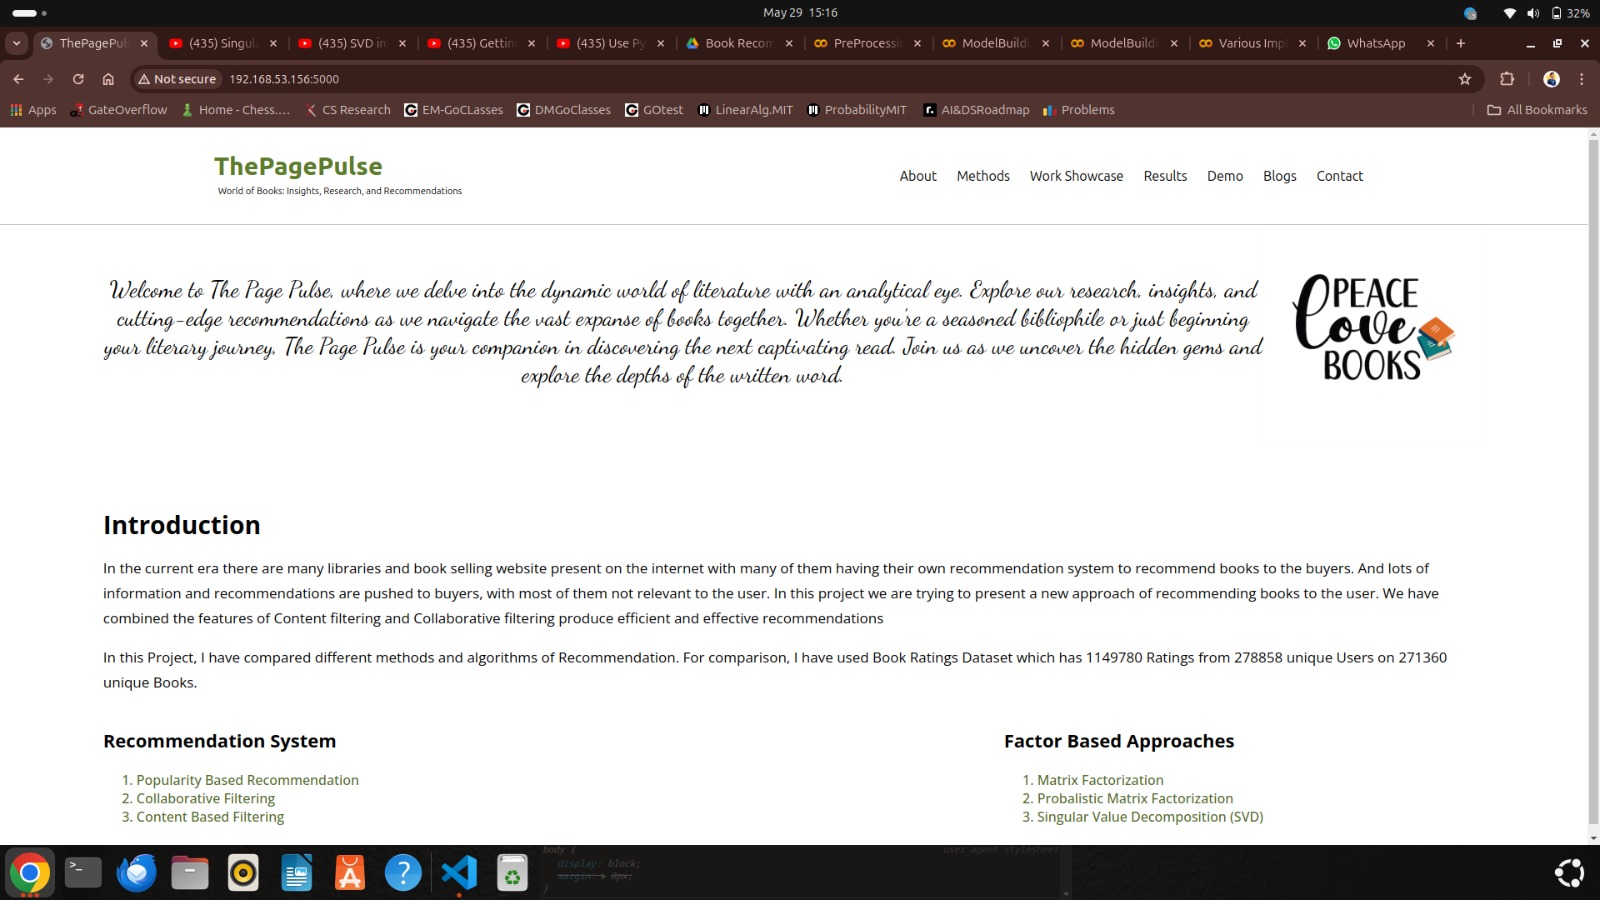 May 29 15:16
32%
ThePagePul
(435) Singula
(435) SVD im
(435) Gettin
(435) Use Py
Book Recom
PreProcessi
ModelBuildi
ModelBuildi
Various Impl
WhatsApp
Not secure
192.168.53.156:5000
Apps
GateOverflow
Home - Chess....
CS Research
EM-GoCLasses
DMGoClasses
GOtest
LinearAlg.MIT
ProbabilityMIT
AI&DSRoadmap
Problems
All Bookmarks
ThePagePulse
World of Books: Insights, Research, and Recommendations
About
Methods
Work Showcase
Results
Demo
Blogs
Contact
Welcome to The Page Pulse, where we delve into the dynamic world of literature with an analytical eye. Explore our research, insights, and
cutting-edge recommendations as we navigate the vast expanse of books together. Whether you're a seasoned bibliophile or just beginning
your literary journey, The Page Pulse is your companion in discovering the next captivating read. Join us as we uncover the hidden gems and
explore the depths of the written word.
PEACE
Love
BOOKS
Introduction
In the current era there are many libraries and book selling website present on the internet with many of them having their own recommendation system to recommend books to the buyers. And lots of
information and recommendations are pushed to buyers, with most of them not relevant to the user. In this project we are trying to present a new approach of recommending books to the user. We have
combined the features of Content filtering and Collaborative filtering produce efficient and effective recommendations
In this Project, I have compared different methods and algorithms of Recommendation. For comparison, I have used Book Ratings Dataset which has 1149780 Ratings from 278858 unique Users on 271360
unique Books.
Recommendation System
1. Popularity Based Recommendation
2. Collaborative Filtering
3. Content Based Filtering
Factor Based Approaches
1. Matrix Factorization
2. Probalistic Matrix Factorization
3. Singular Value Decomposition (SVD)
body {
user agent stylesheet
display: block;
margin: 8px;
}